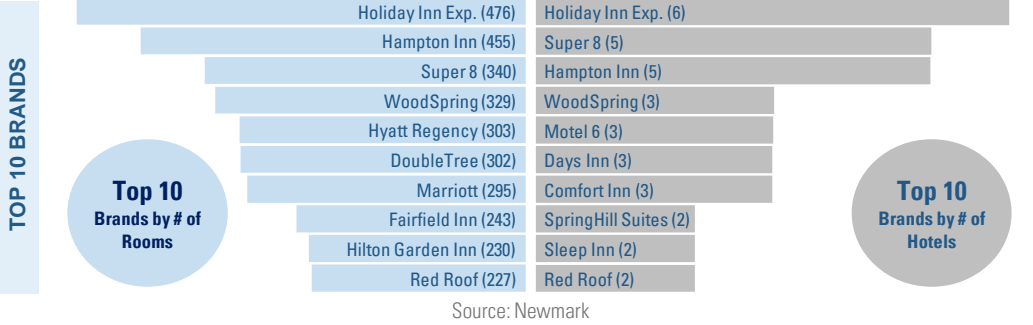 TOP 10 BRANDS
Holiday Inn Exp. (476)
Hampton Inn (455)
Super 8 (340)
WoodSpring (329)
Hyatt Regency (303)
DoubleTree (302)
Marriott (295)
Fairfield Inn (243)
Hilton Garden Inn (230)
Red Roof (227)
Top 10
Brands by # of
Rooms
Holiday Inn Exp. (6)
Super 8 (5)
Hampton Inn (5)
WoodSpring (3)
Motel 6 (3)
Days Inn (3)
Comfort Inn (3)
SpringHill Suites (2)
Sleep Inn (2)
Red Roof (2)
Top 10
Brands by # of
Hotels
Source: Newmark